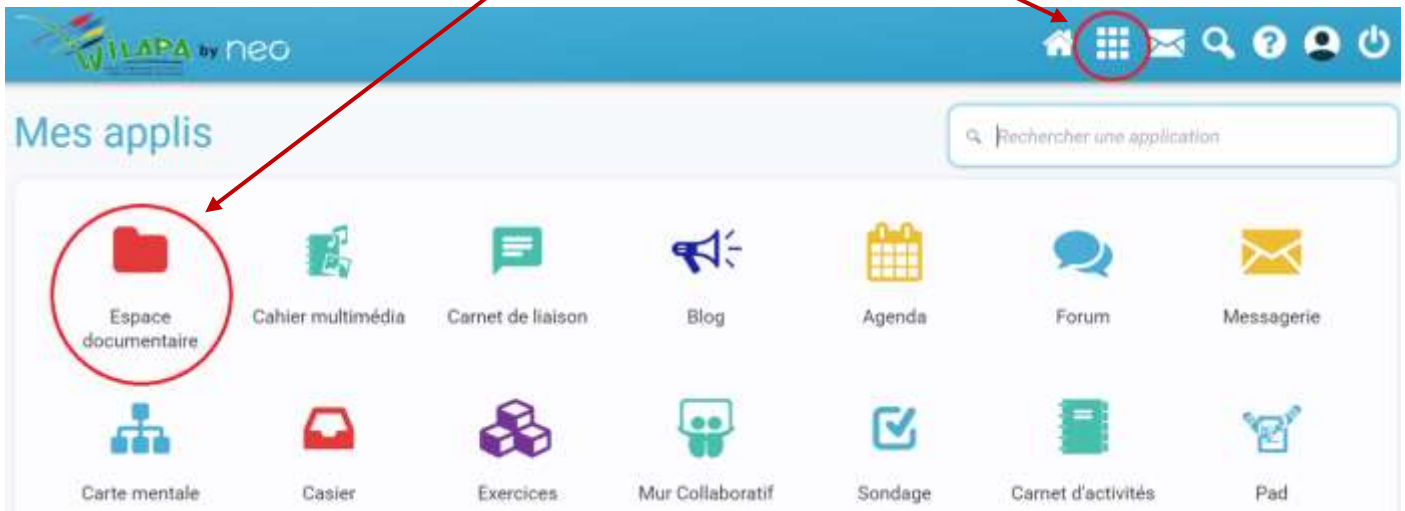 WILAPA by neo
Mes applis
Rechercher une application
Espace documentaire
Cahier multimédia
Carnet de liaison
Blog
Agenda
Forum
Messagerie
Carte mentale
Casier
Exercices
Mur Collaboratif
Sondage
Carnet d'activités
Pad